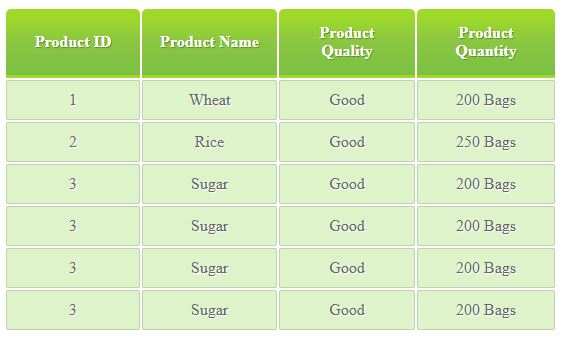 Product ID Product Name Product Quality Product Quantity
1 Wheat Good 200 Bags
2 Rice Good 250 Bags
3 Sugar Good 200 Bags
3 Sugar Good 200 Bags
3 Sugar Good 200 Bags
3 Sugar Good 200 Bags